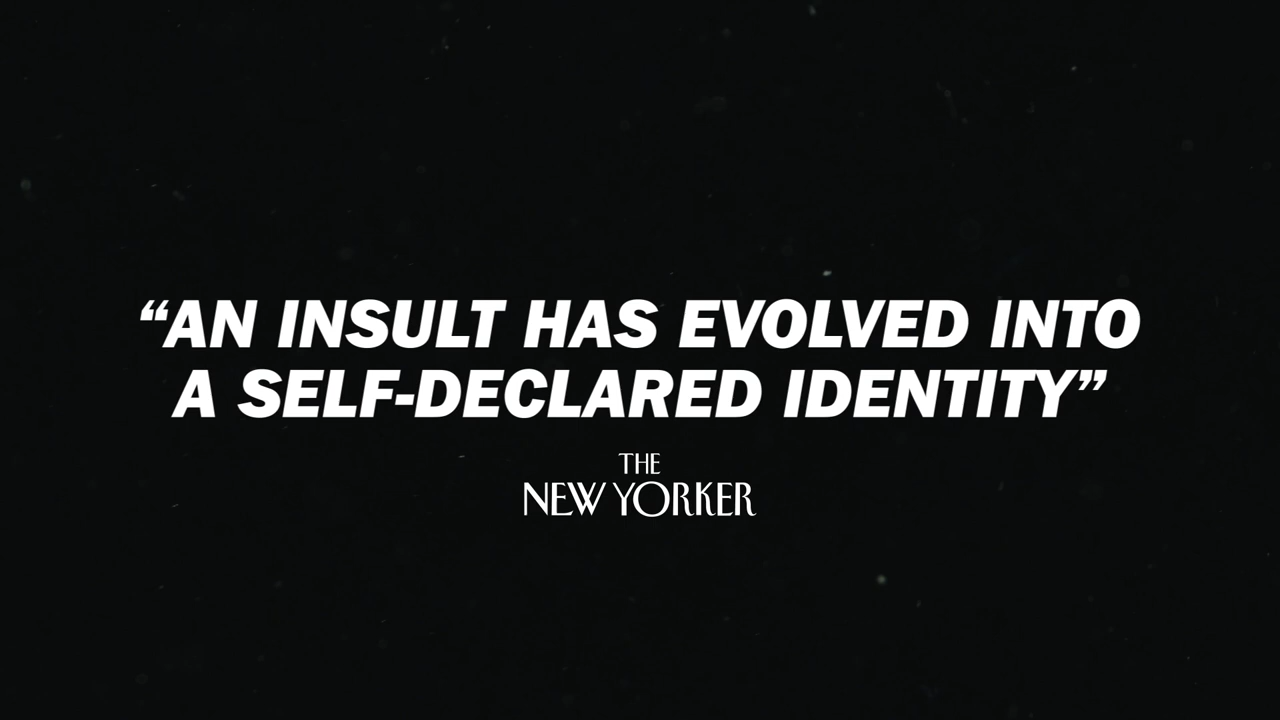 “AN INSULT HAS EVOLVED INTO
A SELF-DECLARED IDENTITY”
THE
NEW YORKER